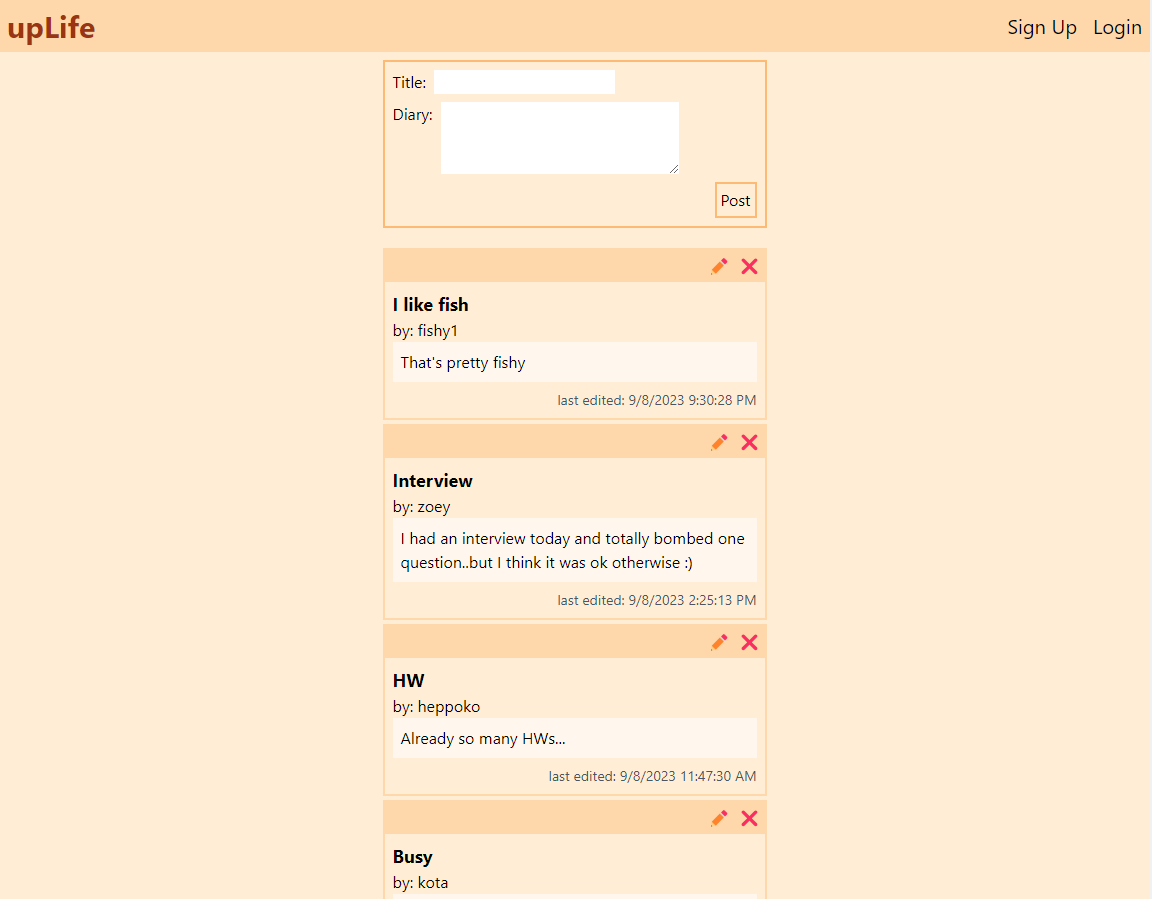 upLife
Sign Up Login
Title:
Diary:
Post
I like fish
by: fishy1
That's pretty fishy
last edited: 9/8/2023 9:30:28 PM
Interview
by: zoey
I had an interview today and totally bombed one
question..but I think it was ok otherwise :)
last edited: 9/8/2023 2:25:13 PM
HW
by: heppoko
Already so many HWs...
last edited: 9/8/2023 11:47:30 AM
Busy
by: kota